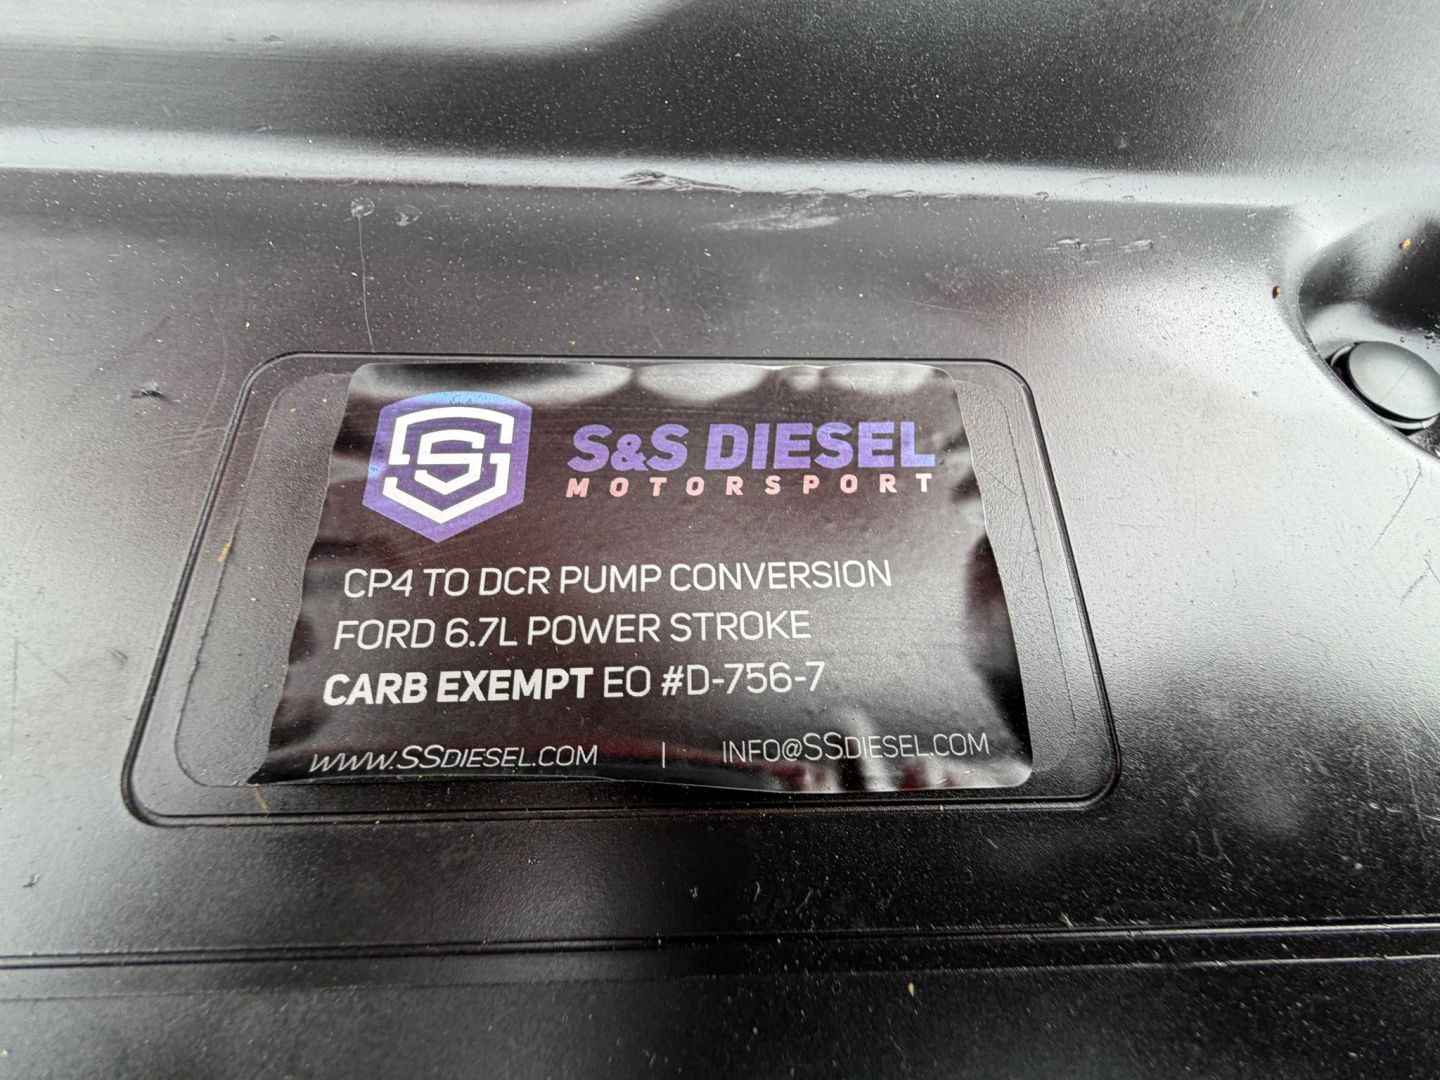 S&S DIESEL
MOTORSPORT
CP4 TO DCR PUMP CONVERSION
FORD 6.7L POWER STROKE
CARB EXEMPT EO #D-756-7
WWW.SSDIESEL.COM | INFO@SSDIESEL.COM